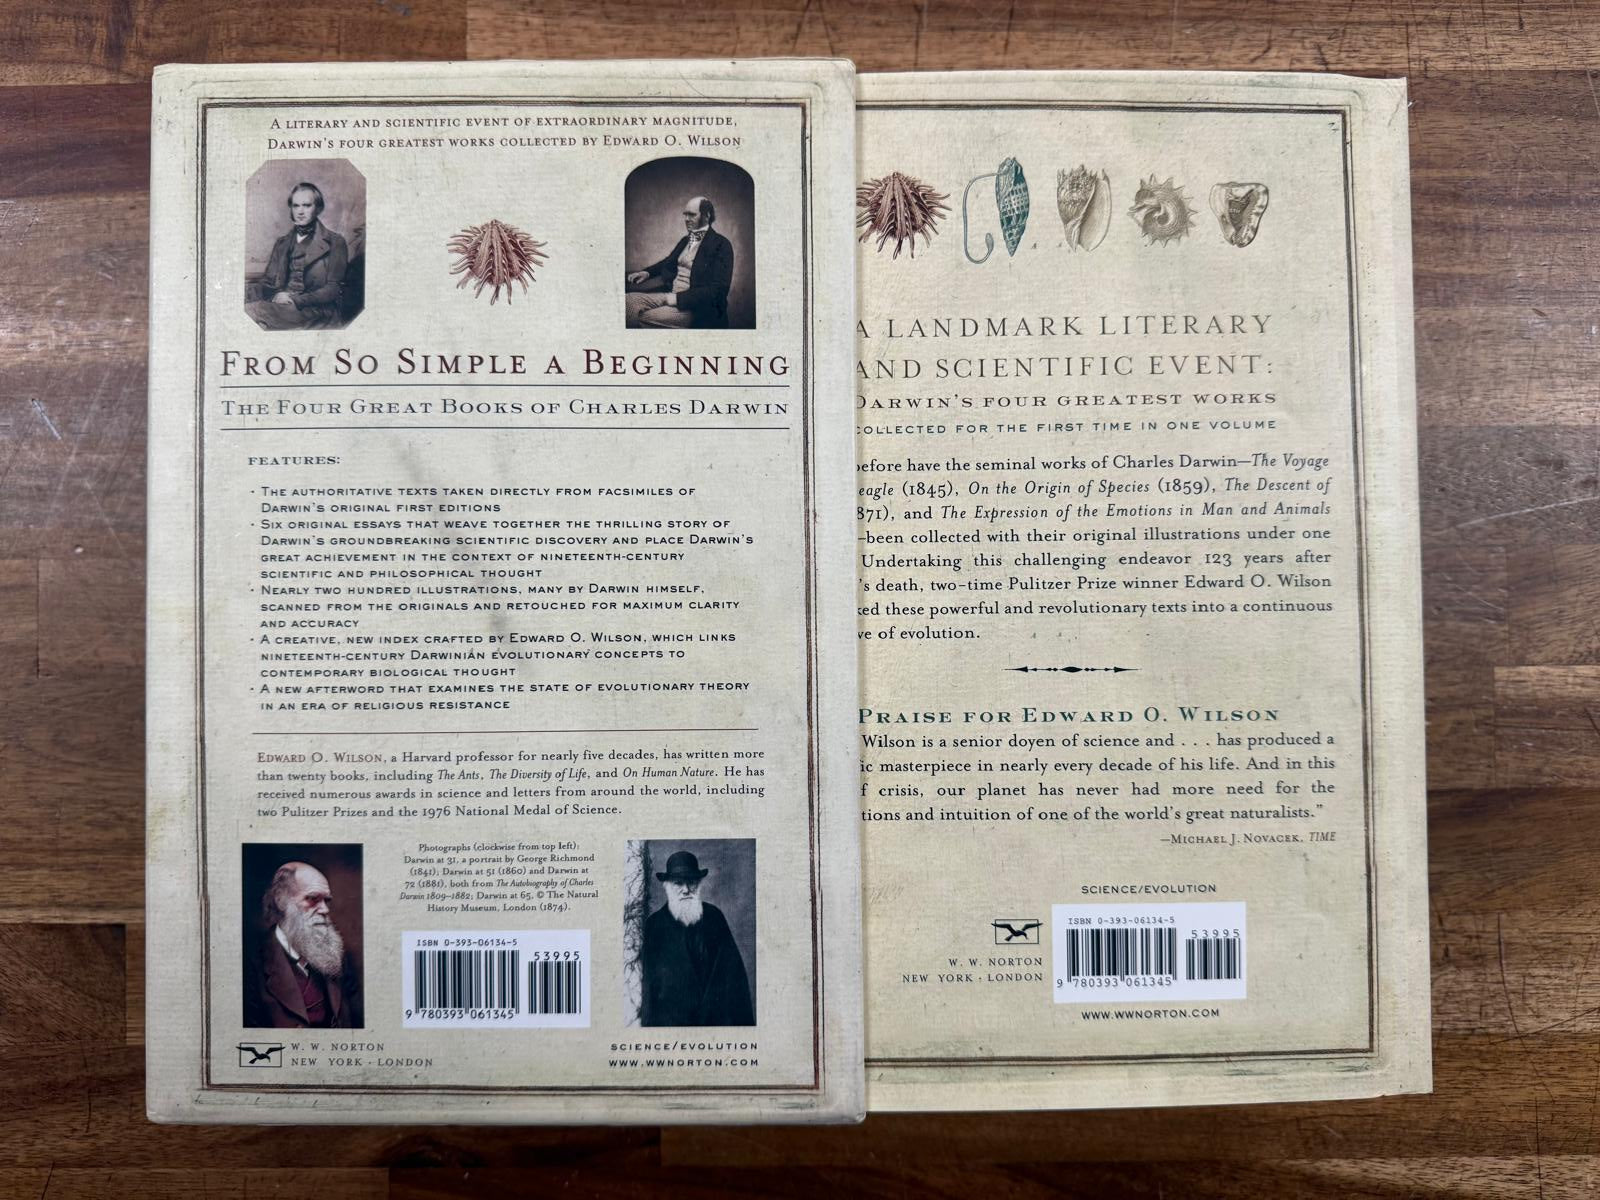 A LITERARY AND SCIENTIFIC EVENT OF EXTRAORDINARY MAGNITUDE,
DARWIN'S FOUR GREATEST WORKS COLLECTED BY EDWARD O. WILSON
FROM SO SIMPLE A BEGINNING
THE FOUR GREAT BOOKS OF CHARLES DARWIN
FEATURES:
· THE AUTHORITATIVE TEXTS TAKEN DIRECTLY FROM FACSIMILES OF
DARWIN'S ORIGINAL FIRST EDITIONS
· SIX ORIGINAL ESSAYS THAT WEAVE TOGETHER THE THRILLING STORY OF
DARWIN'S GROUNDBREAKING SCIENTIFIC DISCOVERY AND PLACE DARWIN'S
GREAT ACHIEVEMENT IN THE CONTEXT OF NINETEENTH-CENTURY
SCIENTIFIC AND PHILOSOPHICAL THOUGHT
· NEARLY TWO HUNDRED ILLUSTRATIONS, MANY BY DARWIN HIMSELF,
SCANNED FROM THE ORIGINALS AND RETOUCHED FOR MAXIMUM CLARITY
AND ACCURACY
· A CREATIVE, NEW INDEX CRAFTED BY EDWARD O. WILSON, WHICH LINKS
NINETEENTH-CENTURY DARWINIAN EVOLUTIONARY CONCEPTS TO
CONTEMPORARY BIOLOGICAL THOUGHT
· A NEW AFTERWORD THAT EXAMINES THE STATE OF EVOLUTIONARY THEORY
IN AN ERA OF RELIGIOUS RESISTANCE
EDWARD O. WILSON, a Harvard professor for nearly five decades, has written more
than twenty books, including The Ants, The Diversity of Life, and On Human Nature. He has
received numerous awards in science and letters from around the world, including
two Pulitzer Prizes and the 1976 National Medal of Science.
Photographs (clockwise from top left):
Darwin at 31, a portrait by George Richmond
(1841); Darwin at 51 (1860) and Darwin at
72 (1881), both from The Autobiography of Charles
Darwin 1809–1882; Darwin at 65, © The Natural
History Museum, London (1874).
ISBN 0-393-06134-5
53995
9 780393 061345
W. W. NORTON
NEW YORK · LONDON
SCIENCE/EVOLUTION
WWW.WWNORTON.COM
A LANDMARK LITERARY
AND SCIENTIFIC EVENT:
DARWIN'S FOUR GREATEST WORKS
COLLECTED FOR THE FIRST TIME IN ONE VOLUME
efore have the seminal works of Charles Darwin—The Voyage
eagle (1845), On the Origin of Species (1859), The Descent of
871), and The Expression of the Emotions in Man and Animals
—been collected with their original illustrations under one
Undertaking this challenging endeavor 123 years after
's death, two-time Pulitzer Prize winner Edward O. Wilson
ked these powerful and revolutionary texts into a continuous
ve of evolution.
PRAISE FOR EDWARD O. WILSON
Wilson is a senior doyen of science and . . . has produced a
ic masterpiece in nearly every decade of his life. And in this
f crisis, our planet has never had more need for the
tions and intuition of one of the world's great naturalists."
—MICHAEL J. NOVACEK, TIME
SCIENCE/EVOLUTION
ISBN 0-393-06134-5
53995
9 780393 061345
W. W. NORTON
NEW YORK · LONDON
WWW.WWNORTON.COM